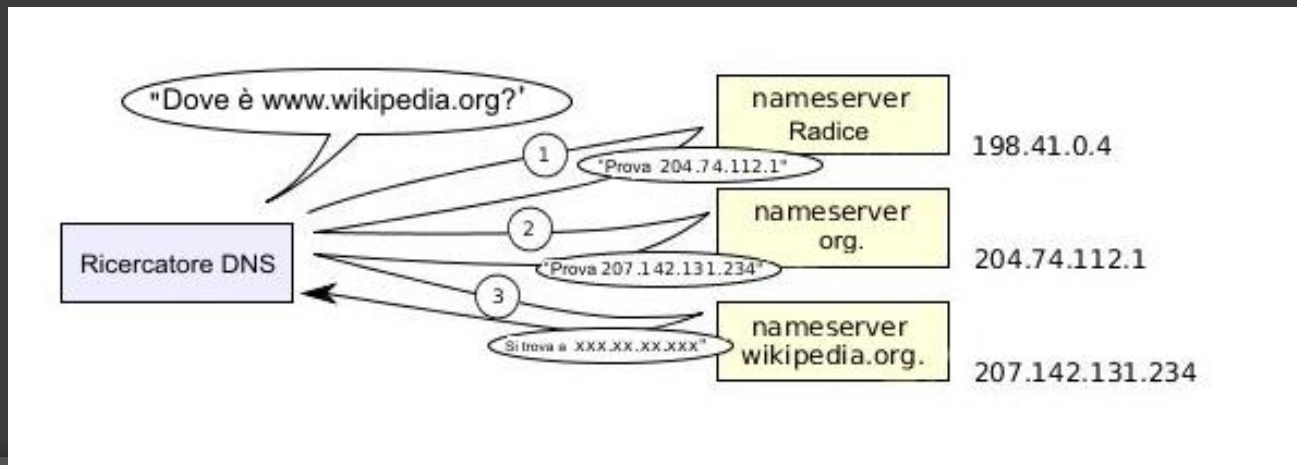 "Dove è www.wikipedia.org?'
nameserver
Radice
198.41.0.4
1
"Prova 204.74.112.1"
nameserver
org.
204.74.112.1
2
"Prova 207.142.131.234"
Ricercatore DNS
3
nameserver
wikipedia.org.
207.142.131.234
Si trova a xxx.xx.xx.xxx"